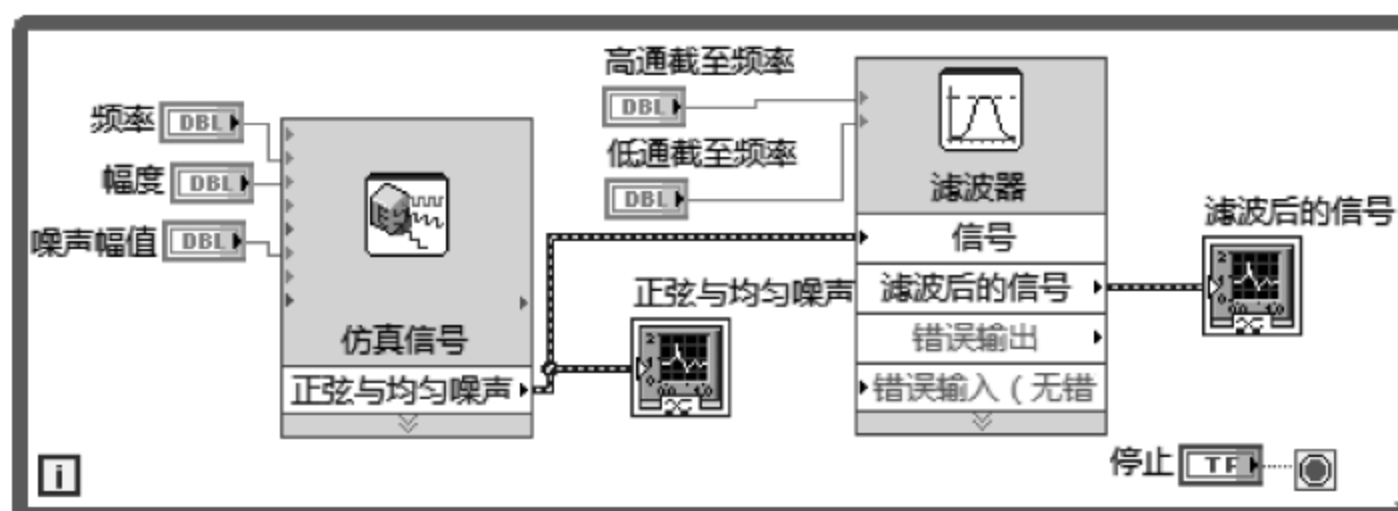 频率
DBL
幅度
DBL
噪声幅值
DBL
仿真信号
正弦与均匀噪声
高通截至频率
DBL
低通截至频率
DBL
正弦与均匀噪声
滤波器
信号
滤波后的信号
错误输出
错误输入（无错
滤波后的信号
停止
TF
i